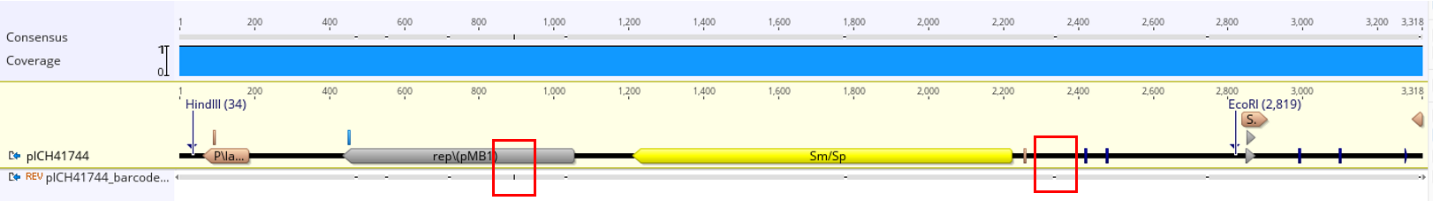 1 200 400 600 800 1,000 1,200 1,400 1,600 1,800 2,000 2,200 2,400 2,600 2,800 3,000 3,200 3,318
Consensus
Coverage
1
0
1 200 400 600 800 1,000 1,200 1,400 1,600 1,800 2,000 2,200 2,400 2,600 2,800 3,000 3,318
HindIII (34) EcoRI (2,819)
S.
pICH41744 P\la... rep\(pMB1) Sm/Sp
REV pICH41744_barcode...